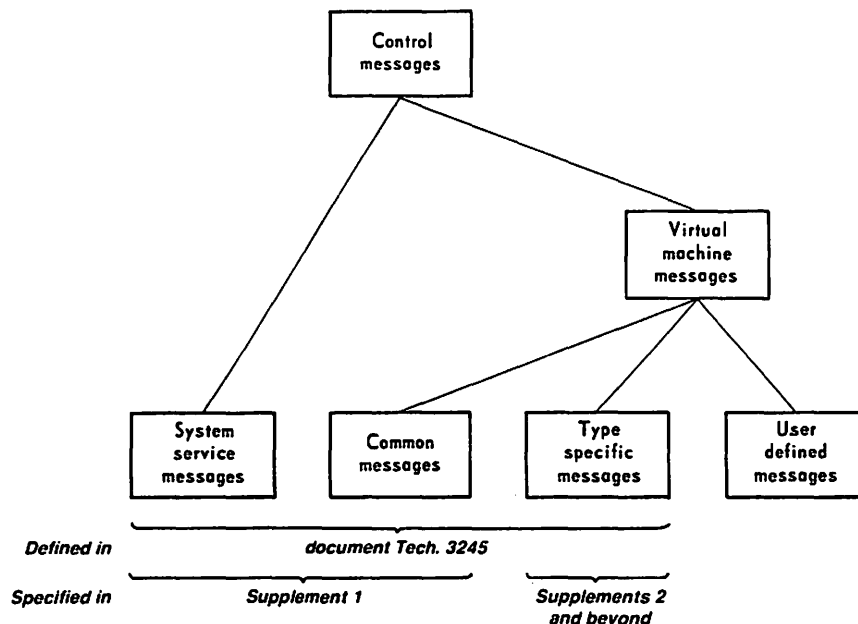 Control
messages
Virtual
machine
messages
System
service
messages
Common
messages
Type
specific
messages
User
defined
messages
Defined in document Tech. 3245
Specified in Supplement 1 Supplements 2
and beyond